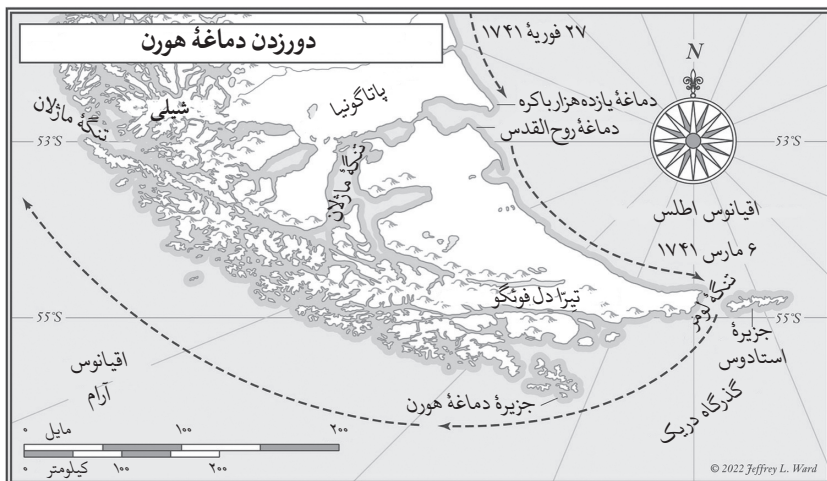 دورزدن دماغهٔ هورن
۲۷ فوریهٔ ۱۷۴۱
N
دماغهٔ یازده‌هزار باکره
دماغهٔ روح‌القدس
پاتاگونیا
شیلی
تنگهٔ ماژلان
53°S
53°S
تنگهٔ ماژلان
اقیانوس اطلس
۶ مارس ۱۷۴۱
تنگهٔ لومر
تیِرّا دل فوئگو
55°S
55°S
جزیرهٔ
استادوس
اقیانوس
آرام
جزیرهٔ دماغهٔ هورن
گذرگاه دریک
۰ مایل ۱۰۰ ۲۰۰
۰ کیلومتر ۱۰۰ ۲۰۰
© 2022 Jeffrey L. Ward